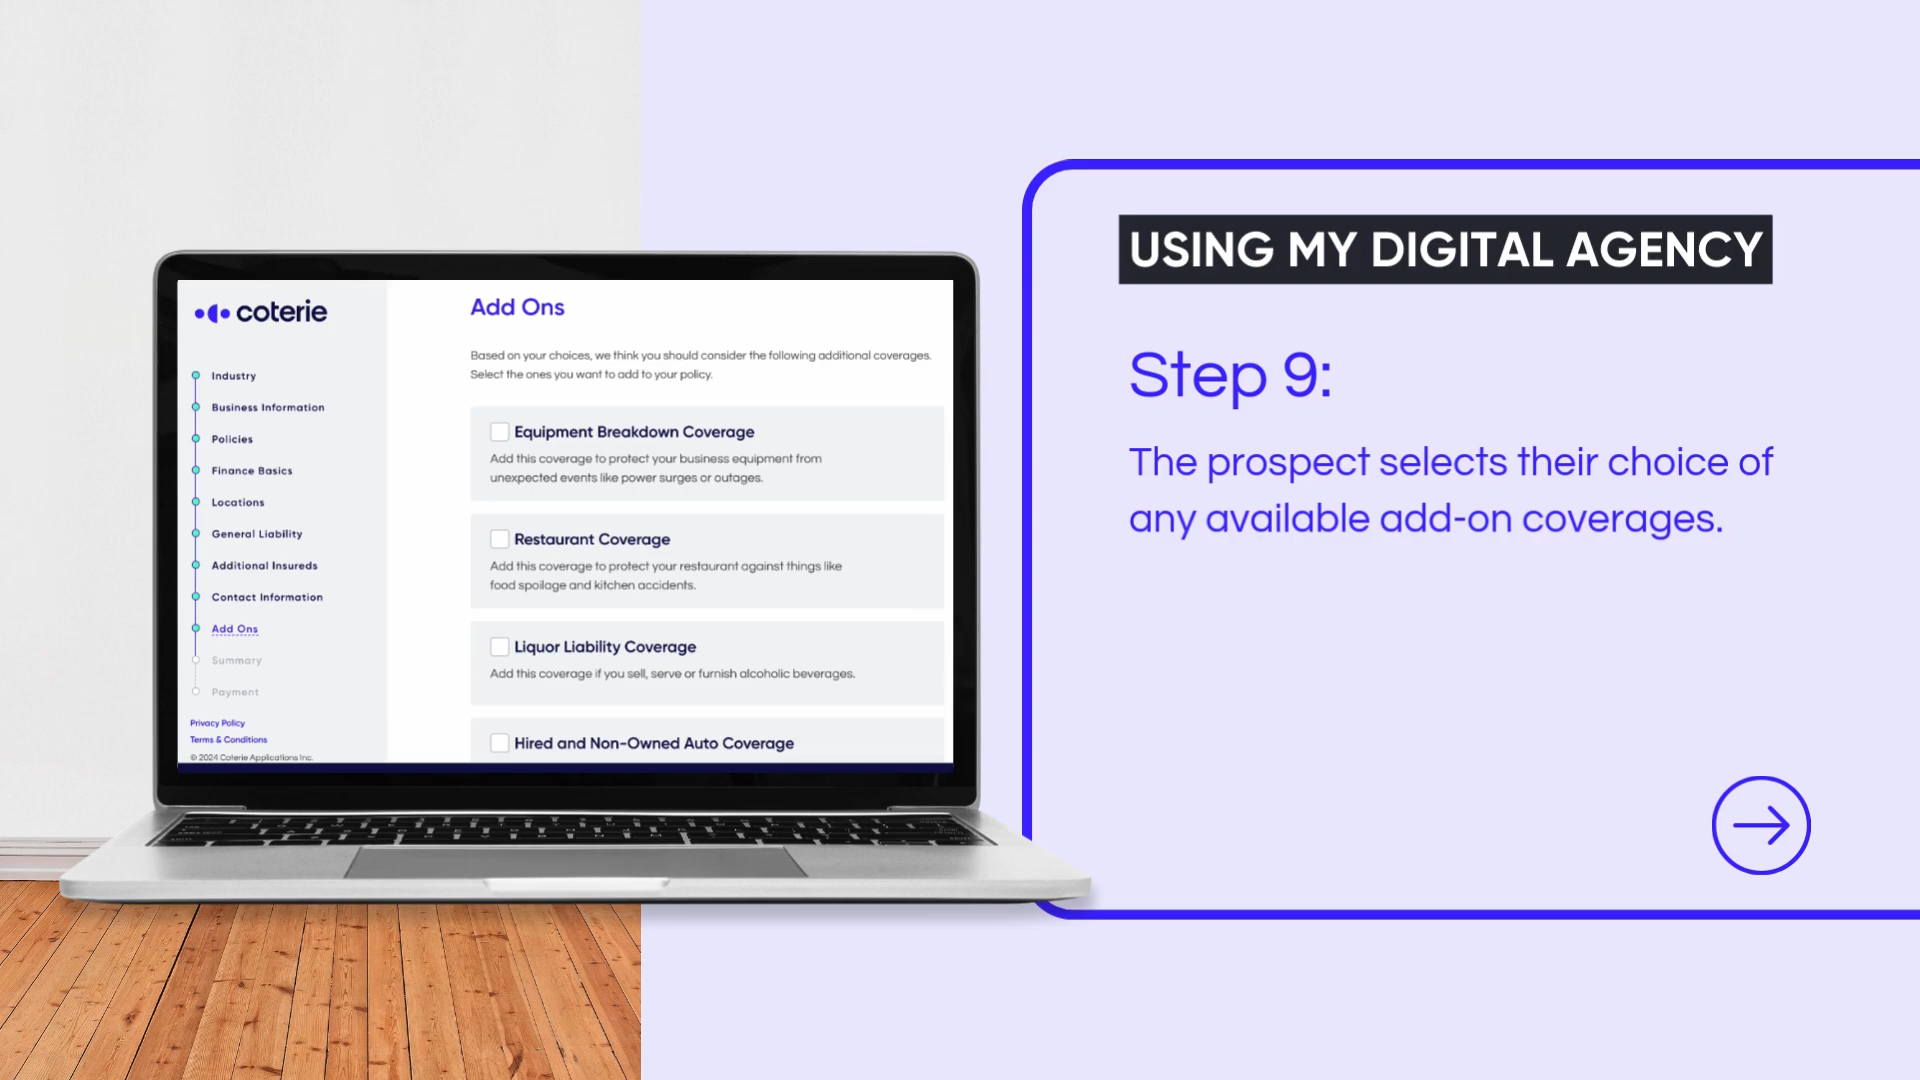 coterie
Industry
Business Information
Policies
Finance Basics
Locations
General Liability
Additional Insureds
Contact Information
Add Ons
Summary
Payment
Privacy Policy
Terms & Conditions
© 2024 Coterie Applications Inc.
Add Ons
Based on your choices, we think you should consider the following additional coverages.
Select the ones you want to add to your policy.
Equipment Breakdown Coverage
Add this coverage to protect your business equipment from
unexpected events like power surges or outages.
Restaurant Coverage
Add this coverage to protect your restaurant against things like
food spoilage and kitchen accidents.
Liquor Liability Coverage
Add this coverage if you sell, serve or furnish alcoholic beverages.
Hired and Non-Owned Auto Coverage
USING MY DIGITAL AGENCY
Step 9:
The prospect selects their choice of
any available add-on coverages.